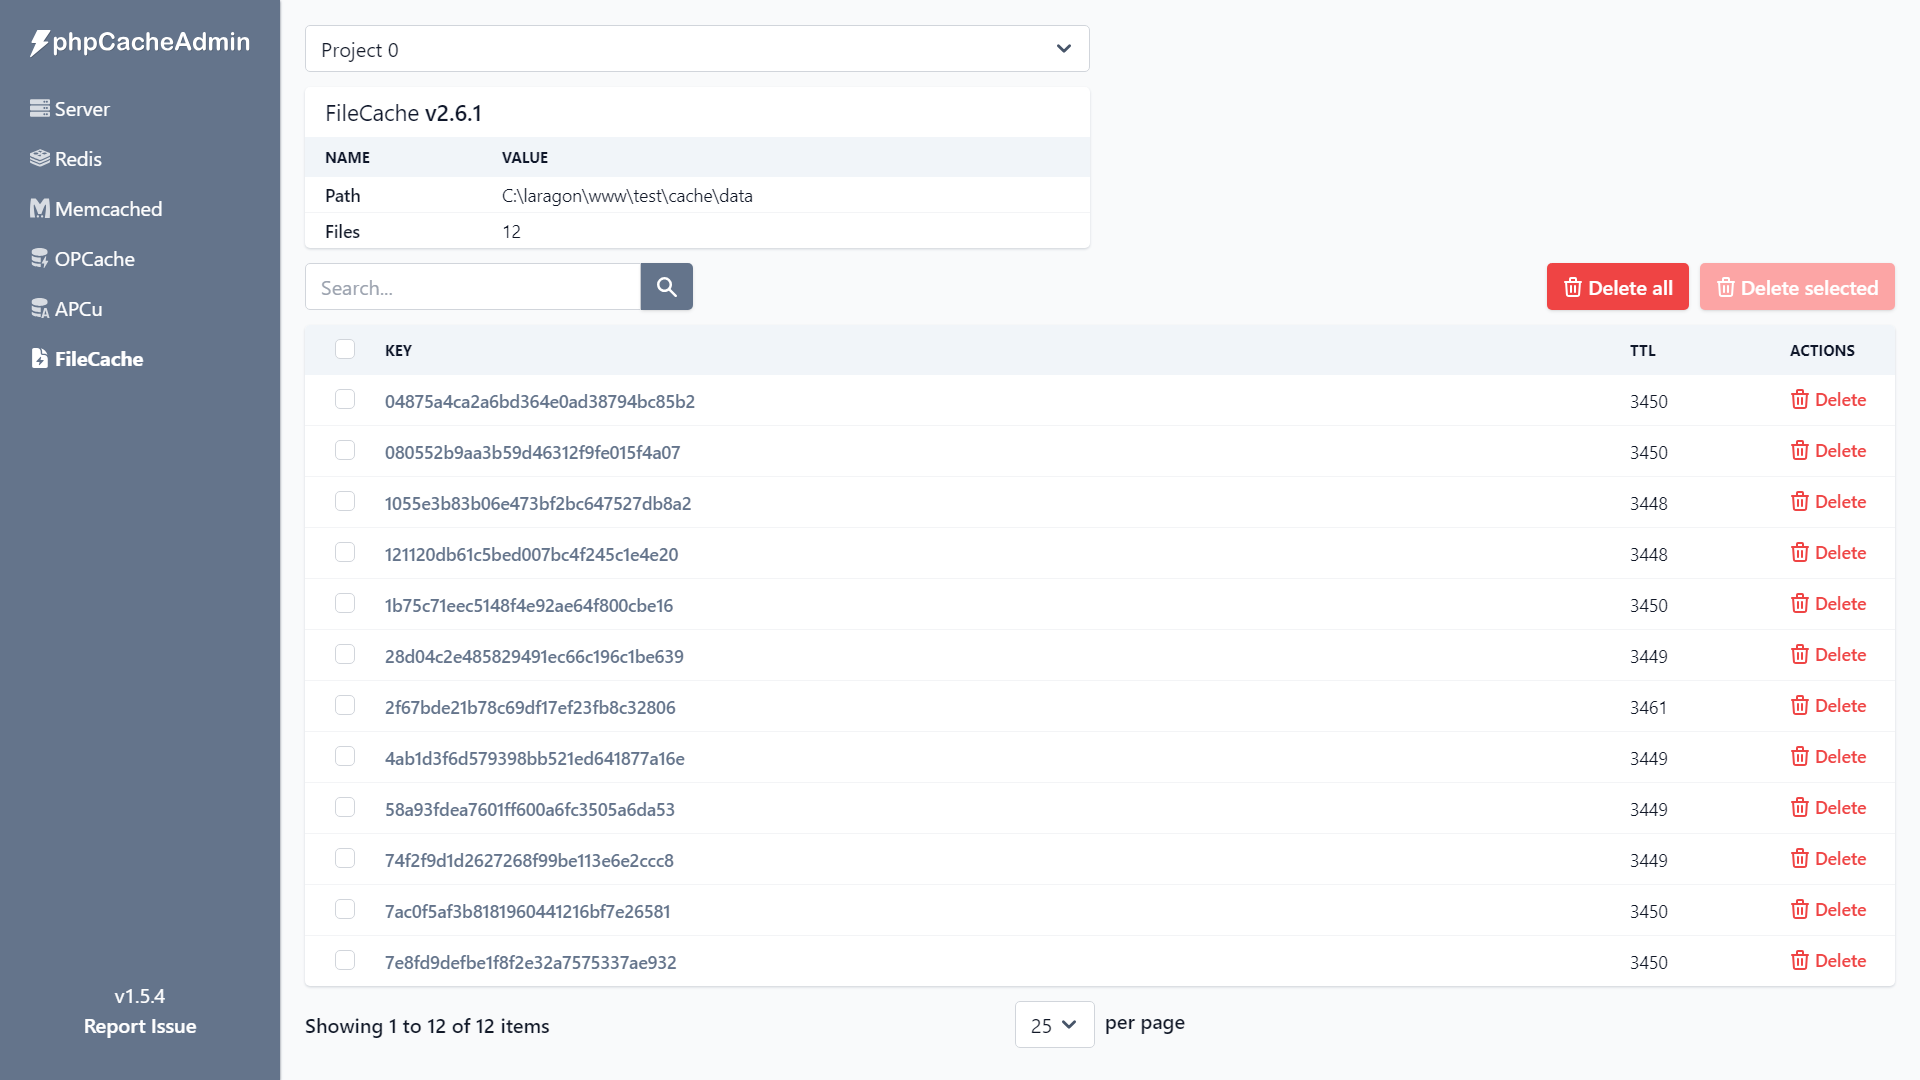 phpCacheAdmin
Server
Redis
Memcached
OPCache
APCu
FileCache
v1.5.4
Report Issue
Project 0
FileCache v2.6.1
NAME VALUE
Path C:\laragon\www\test\cache\data
Files 12
Search...
Delete all Delete selected
KEY TTL ACTIONS
04875a4ca2a6bd364e0ad38794bc85b2 3450 Delete
080552b9aa3b59d46312f9fe015f4a07 3450 Delete
1055e3b83b06e473bf2bc647527db8a2 3448 Delete
121120db61c5bed007bc4f245c1e4e20 3448 Delete
1b75c71eec5148f4e92ae64f800cbe16 3450 Delete
28d04c2e485829491ec66c196c1be639 3449 Delete
2f67bde21b78c69df17ef23fb8c32806 3461 Delete
4ab1d3f6d579398bb521ed641877a16e 3449 Delete
58a93fdea7601ff600a6fc3505a6da53 3449 Delete
74f2f9d1d2627268f99be113e6e2ccc8 3449 Delete
7ac0f5af3b8181960441216bf7e26581 3450 Delete
7e8fd9defbe1f8f2e32a7575337ae932 3450 Delete
Showing 1 to 12 of 12 items 25 per page